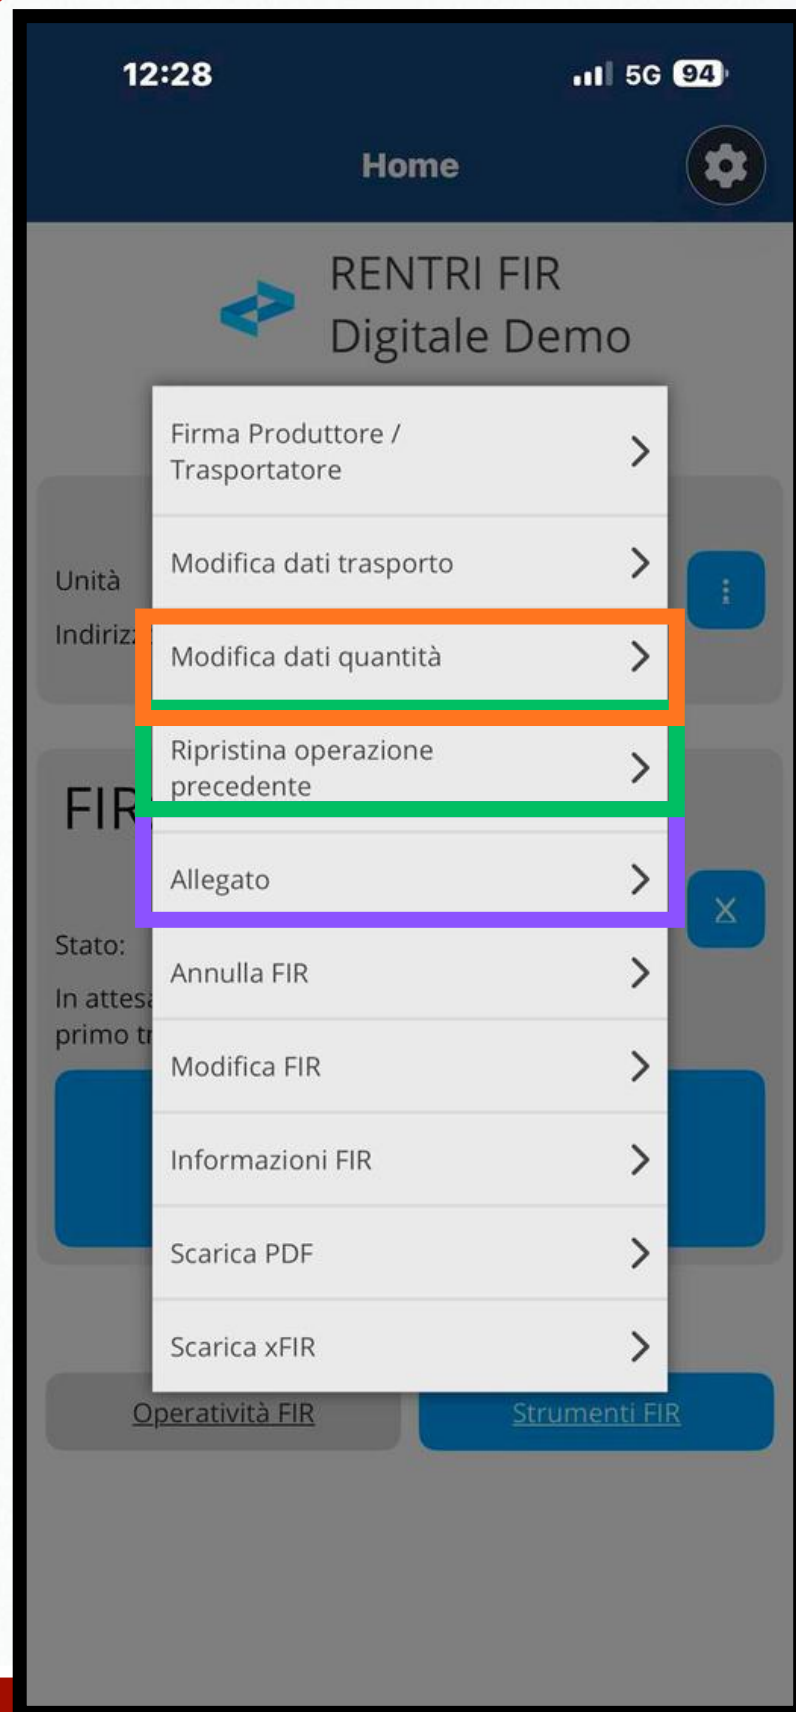 12:28
5G 94
Home
RENTRI FIR
Digitale Demo
Firma Produttore /
Trasportatore
Modifica dati trasporto
Unità
Indiriz
Modifica dati quantità
Ripristina operazione
precedente
FIR
Allegato
Stato:
Annulla FIR
In attesa
primo tr
Modifica FIR
Informazioni FIR
Scarica PDF
Scarica xFIR
Operatività FIR
Strumenti FIR